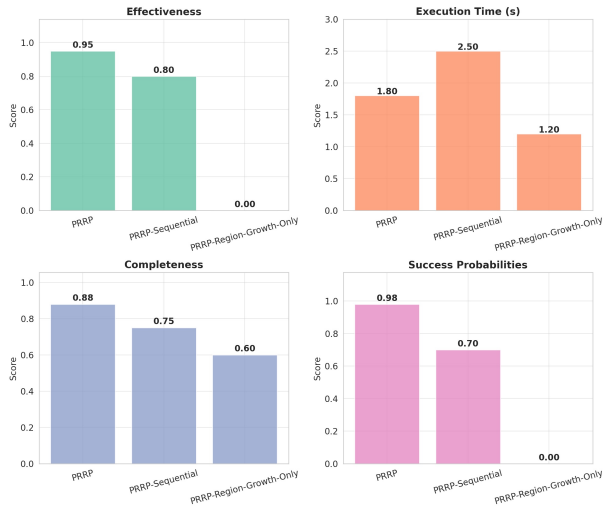 Effectiveness
Score
1.0
0.8
0.6
0.4
0.2
0.0
0.95
0.80
0.00
PRRP
PRRP-Sequential
PRRP-Region-Growth-Only
Execution Time (s)
Score
3.0
2.5
2.0
1.5
1.0
0.5
0.0
1.80
2.50
1.20
PRRP
PRRP-Sequential
PRRP-Region-Growth-Only
Completeness
Score
1.0
0.8
0.6
0.4
0.2
0.0
0.88
0.75
0.60
PRRP
PRRP-Sequential
PRRP-Region-Growth-Only
Success Probabilities
Score
1.0
0.8
0.6
0.4
0.2
0.0
0.98
0.70
0.00
PRRP
PRRP-Sequential
PRRP-Region-Growth-Only